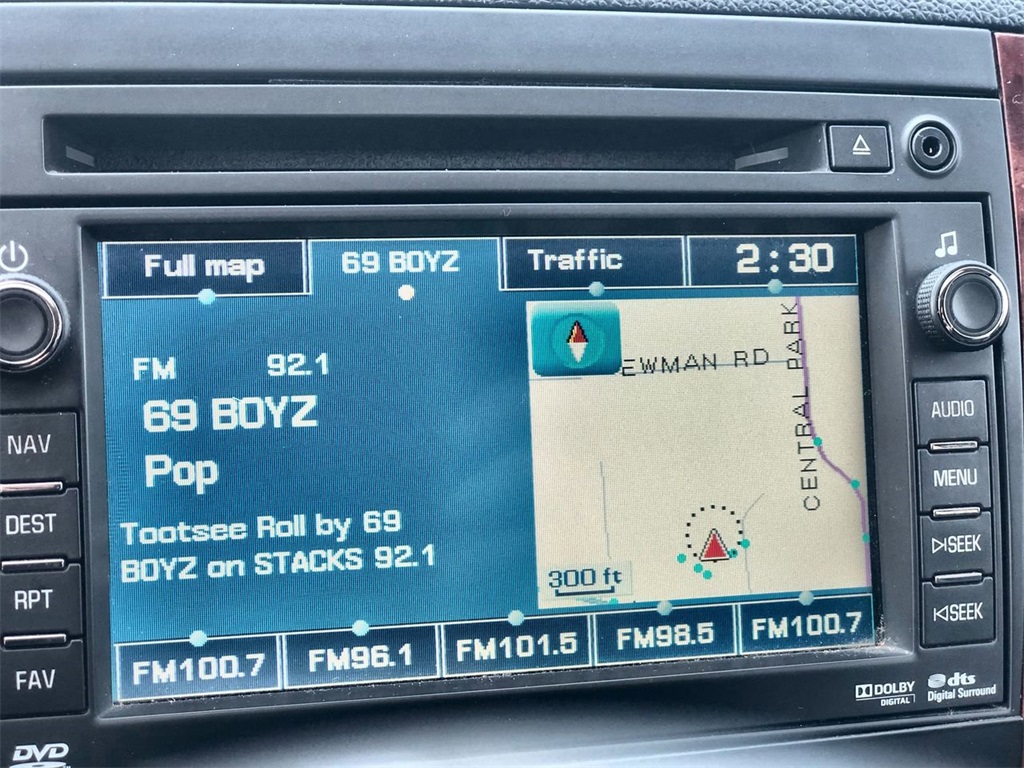 Full map
69 BOYZ
Traffic
2:30
FM 92.1
69 BOYZ
Pop
Tootsee Roll by 69
BOYZ on STACKS 92.1
EWMAN RD
CENTRAL PARK
300 ft
FM100.7
FM96.1
FM101.5
FM98.5
FM100.7
NAV
DEST
RPT
FAV
AUDIO
MENU
SEEK
SEEK
DVD
DOLBY
DIGITAL
dts
Digital Surround